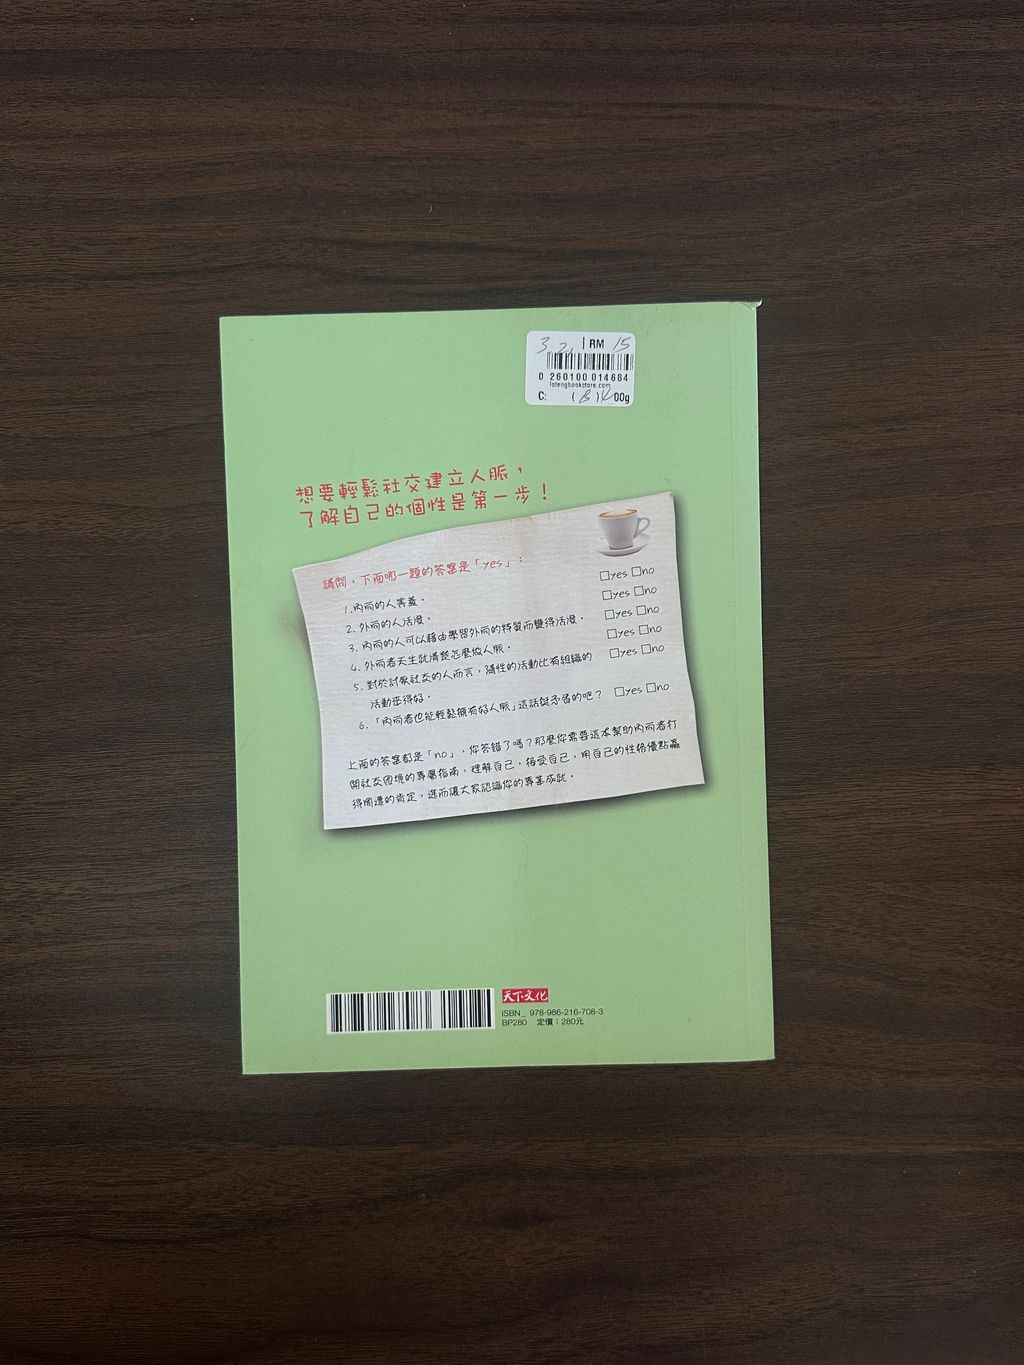 3 2, | RM 15
0 260100 014684
lotengbookstore.com
C: (B) 00g
想要輕鬆社交建立人脈，
了解自己的個性是第一步！
請問，下面哪一題的答案是「yes」：
1.內向的人害羞。 □yes □no
2. 外向的人活潑。 □yes □no
3. 內向的人可以藉由學習外向的特質而變得活潑。 □yes □no
4. 外向者天生就清楚怎麼做人脈。 □yes □no
5. 對於討厭社交的人而言，隨性的活動比有組織的 □yes □no
活動來得好。
6.「內向者也能輕鬆擁有好人脈」這話從矛盾的吧？ □yes □no
上面的答案都是「no」，你答錯了嗎？那麼你需要這本幫助內向者打
開社交困境的專屬指南，理解自己，接受自己，用自己的性格優點贏
得周遭的肯定，進而讓大家認識你的專業成就。
天下文化
ISBN_ 978-986-216-708-3
BP280 定價：280元